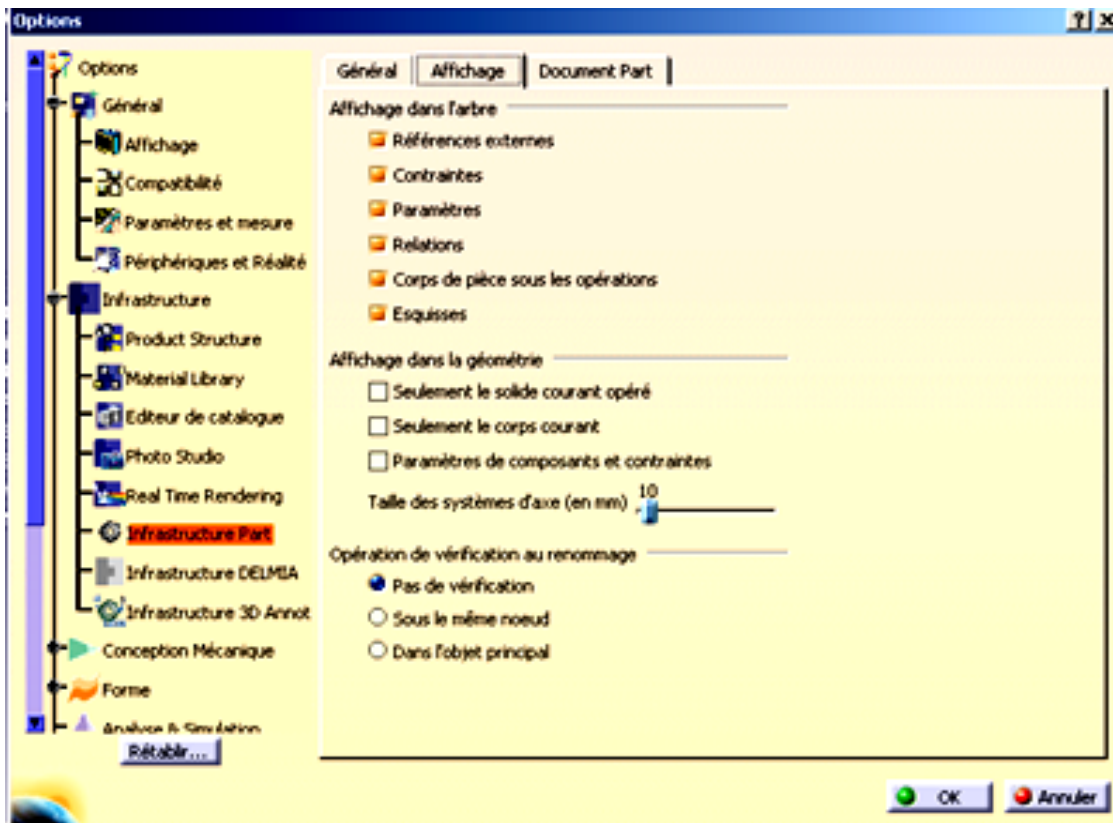 Options
Options
Général
Affichage
Compatibilité
Paramètres et mesure
Périphériques et Réalité
Infrastructure
Product Structure
Material Library
Editeur de catalogue
Photo Studio
Real Time Rendering
Infrastructure Part
Infrastructure DELMIA
Infrastructure 3D Annot
Conception Mécanique
Forme
Analyse & Simulation
Rétablir...
Général
Affichage
Document Part
Affichage dans l'arbre
Références externes
Contraintes
Paramètres
Relations
Corps de pièce sous les opérations
Esquisses
Affichage dans la géométrie
Seulement le solide courant opéré
Seulement le corps courant
Paramètres de composants et contraintes
Taille des systèmes d'axe (en mm) 10
Opération de vérification au renommage
Pas de vérification
Sous le même noeud
Dans l'objet principal
OK
Annuler